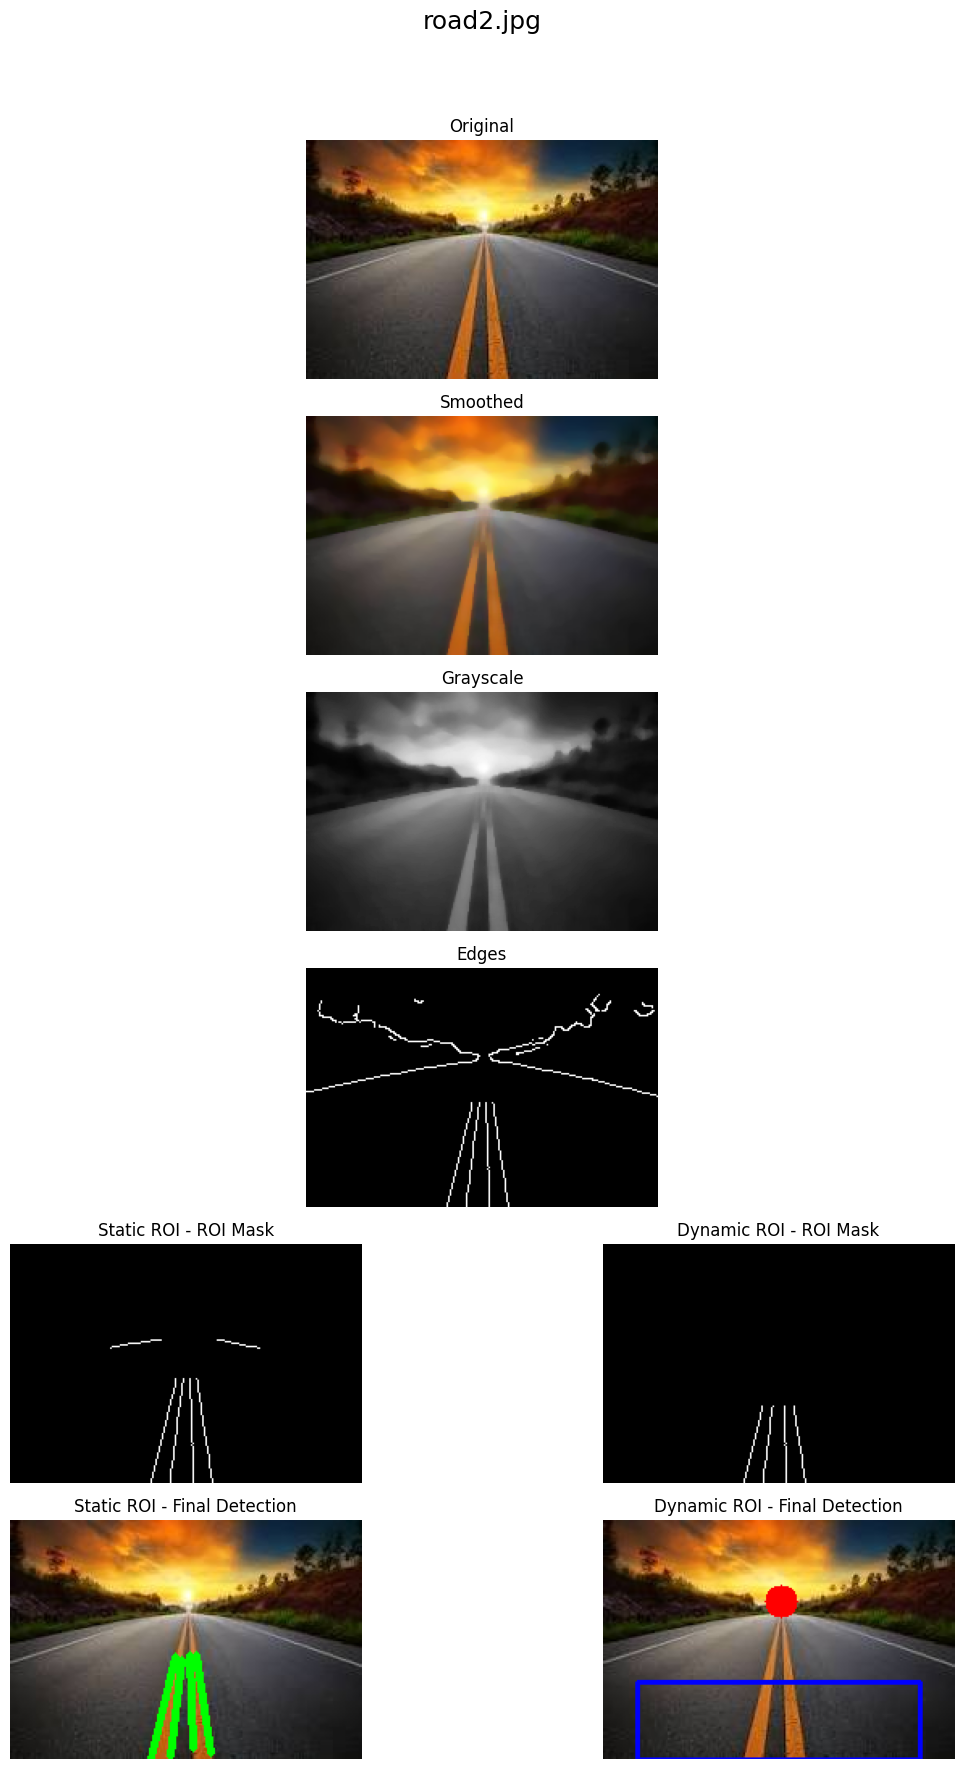 road2.jpg
Original
Smoothed
Grayscale
Edges
Static ROI - ROI Mask
Dynamic ROI - ROI Mask
Static ROI - Final Detection
Dynamic ROI - Final Detection